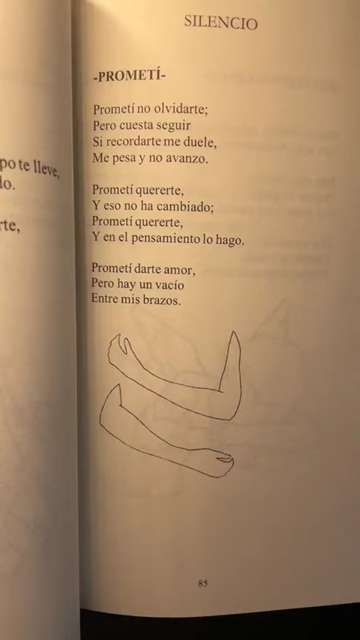 po te lleve,
lo.
rte,
SILENCIO
-PROMETÍ-
Prometí no olvidarte;
Pero cuesta seguir
Si recordarte me duele,
Me pesa y no avanzo.
Prometí quererte,
Y eso no ha cambiado;
Prometí quererte,
Y en el pensamiento lo hago.
Prometí darte amor,
Pero hay un vacío
Entre mis brazos.
85